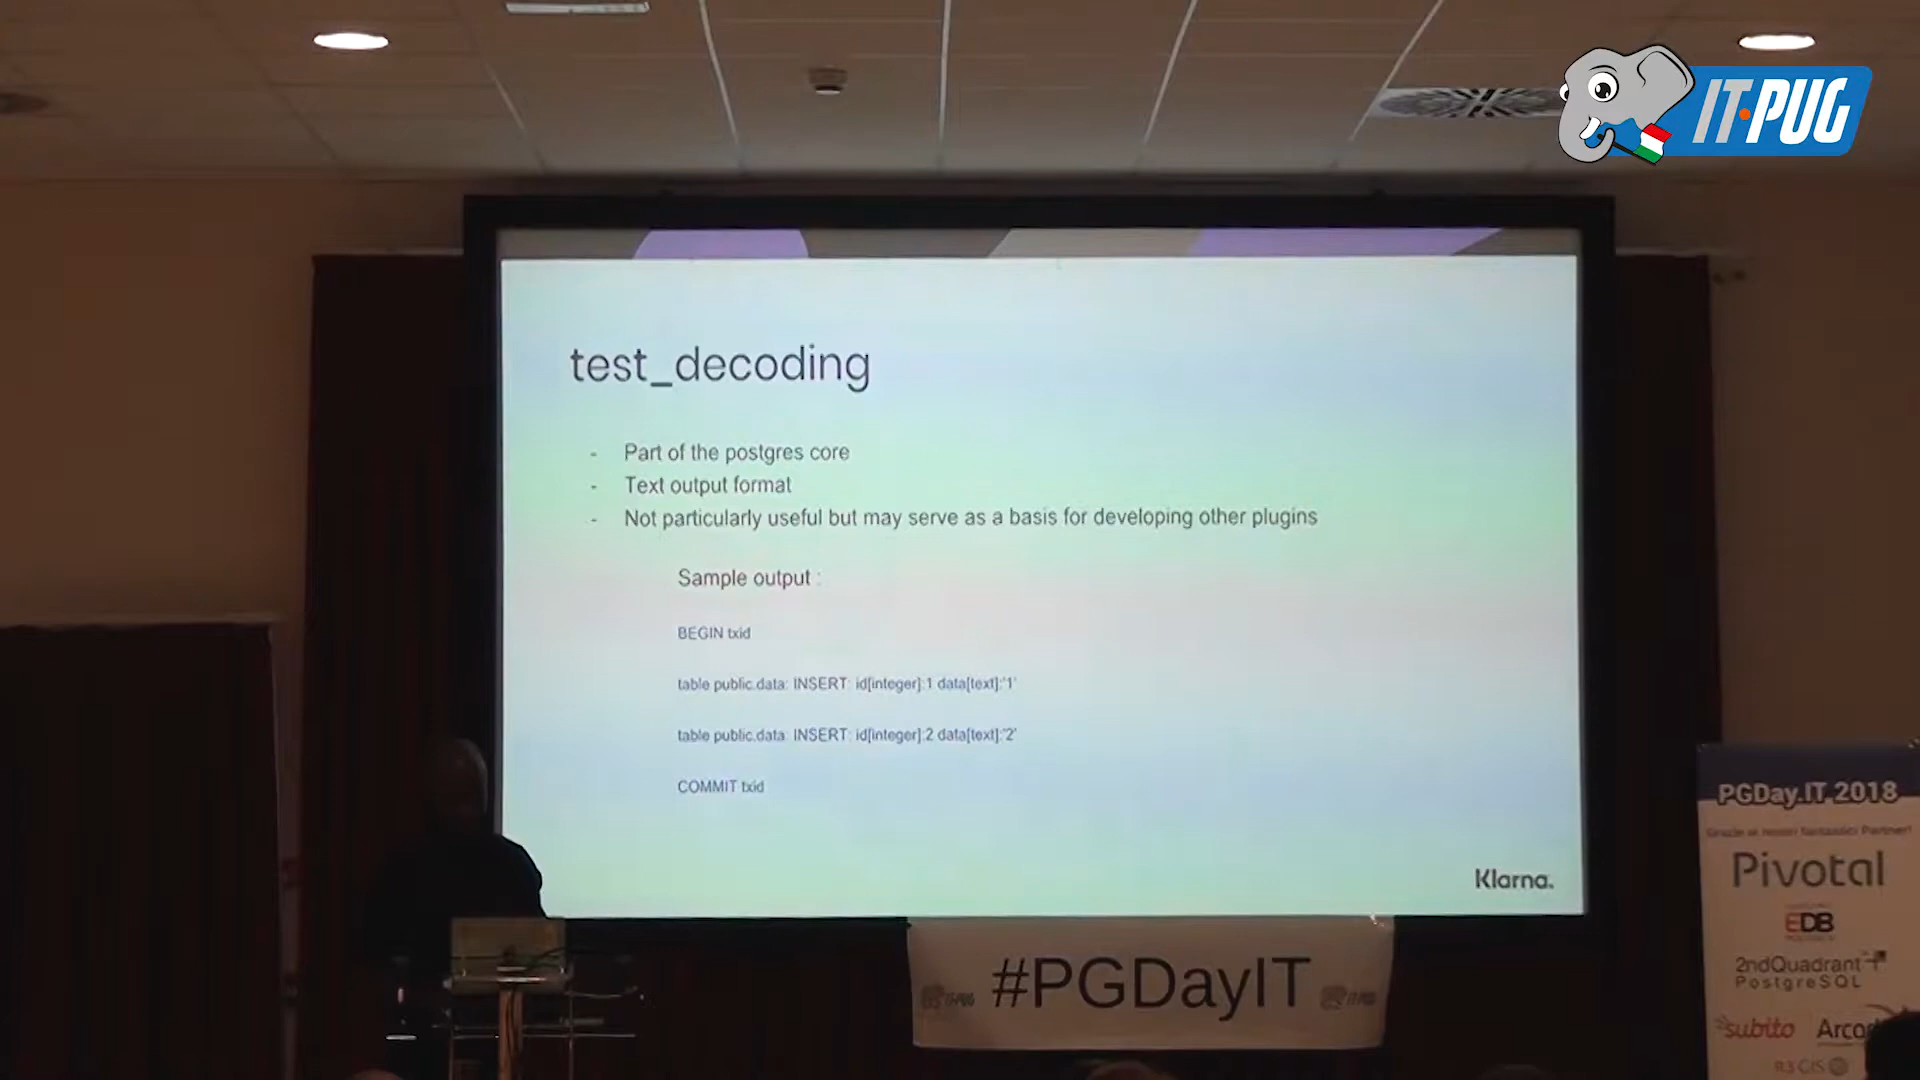 IT·PUG
test_decoding
- Part of the postgres core
- Text output format
- Not particularly useful but may serve as a basis for developing other plugins
Sample output :
BEGIN txid
table public.data: INSERT: id[integer]:1 data[text]:'1'
table public.data: INSERT: id[integer]:2 data[text]:'2'
COMMIT txid
Klarna.
#PGDayIT
PGDay.IT 2018
Pivotal
EDB
2ndQuadrant
PostgreSQL
subito